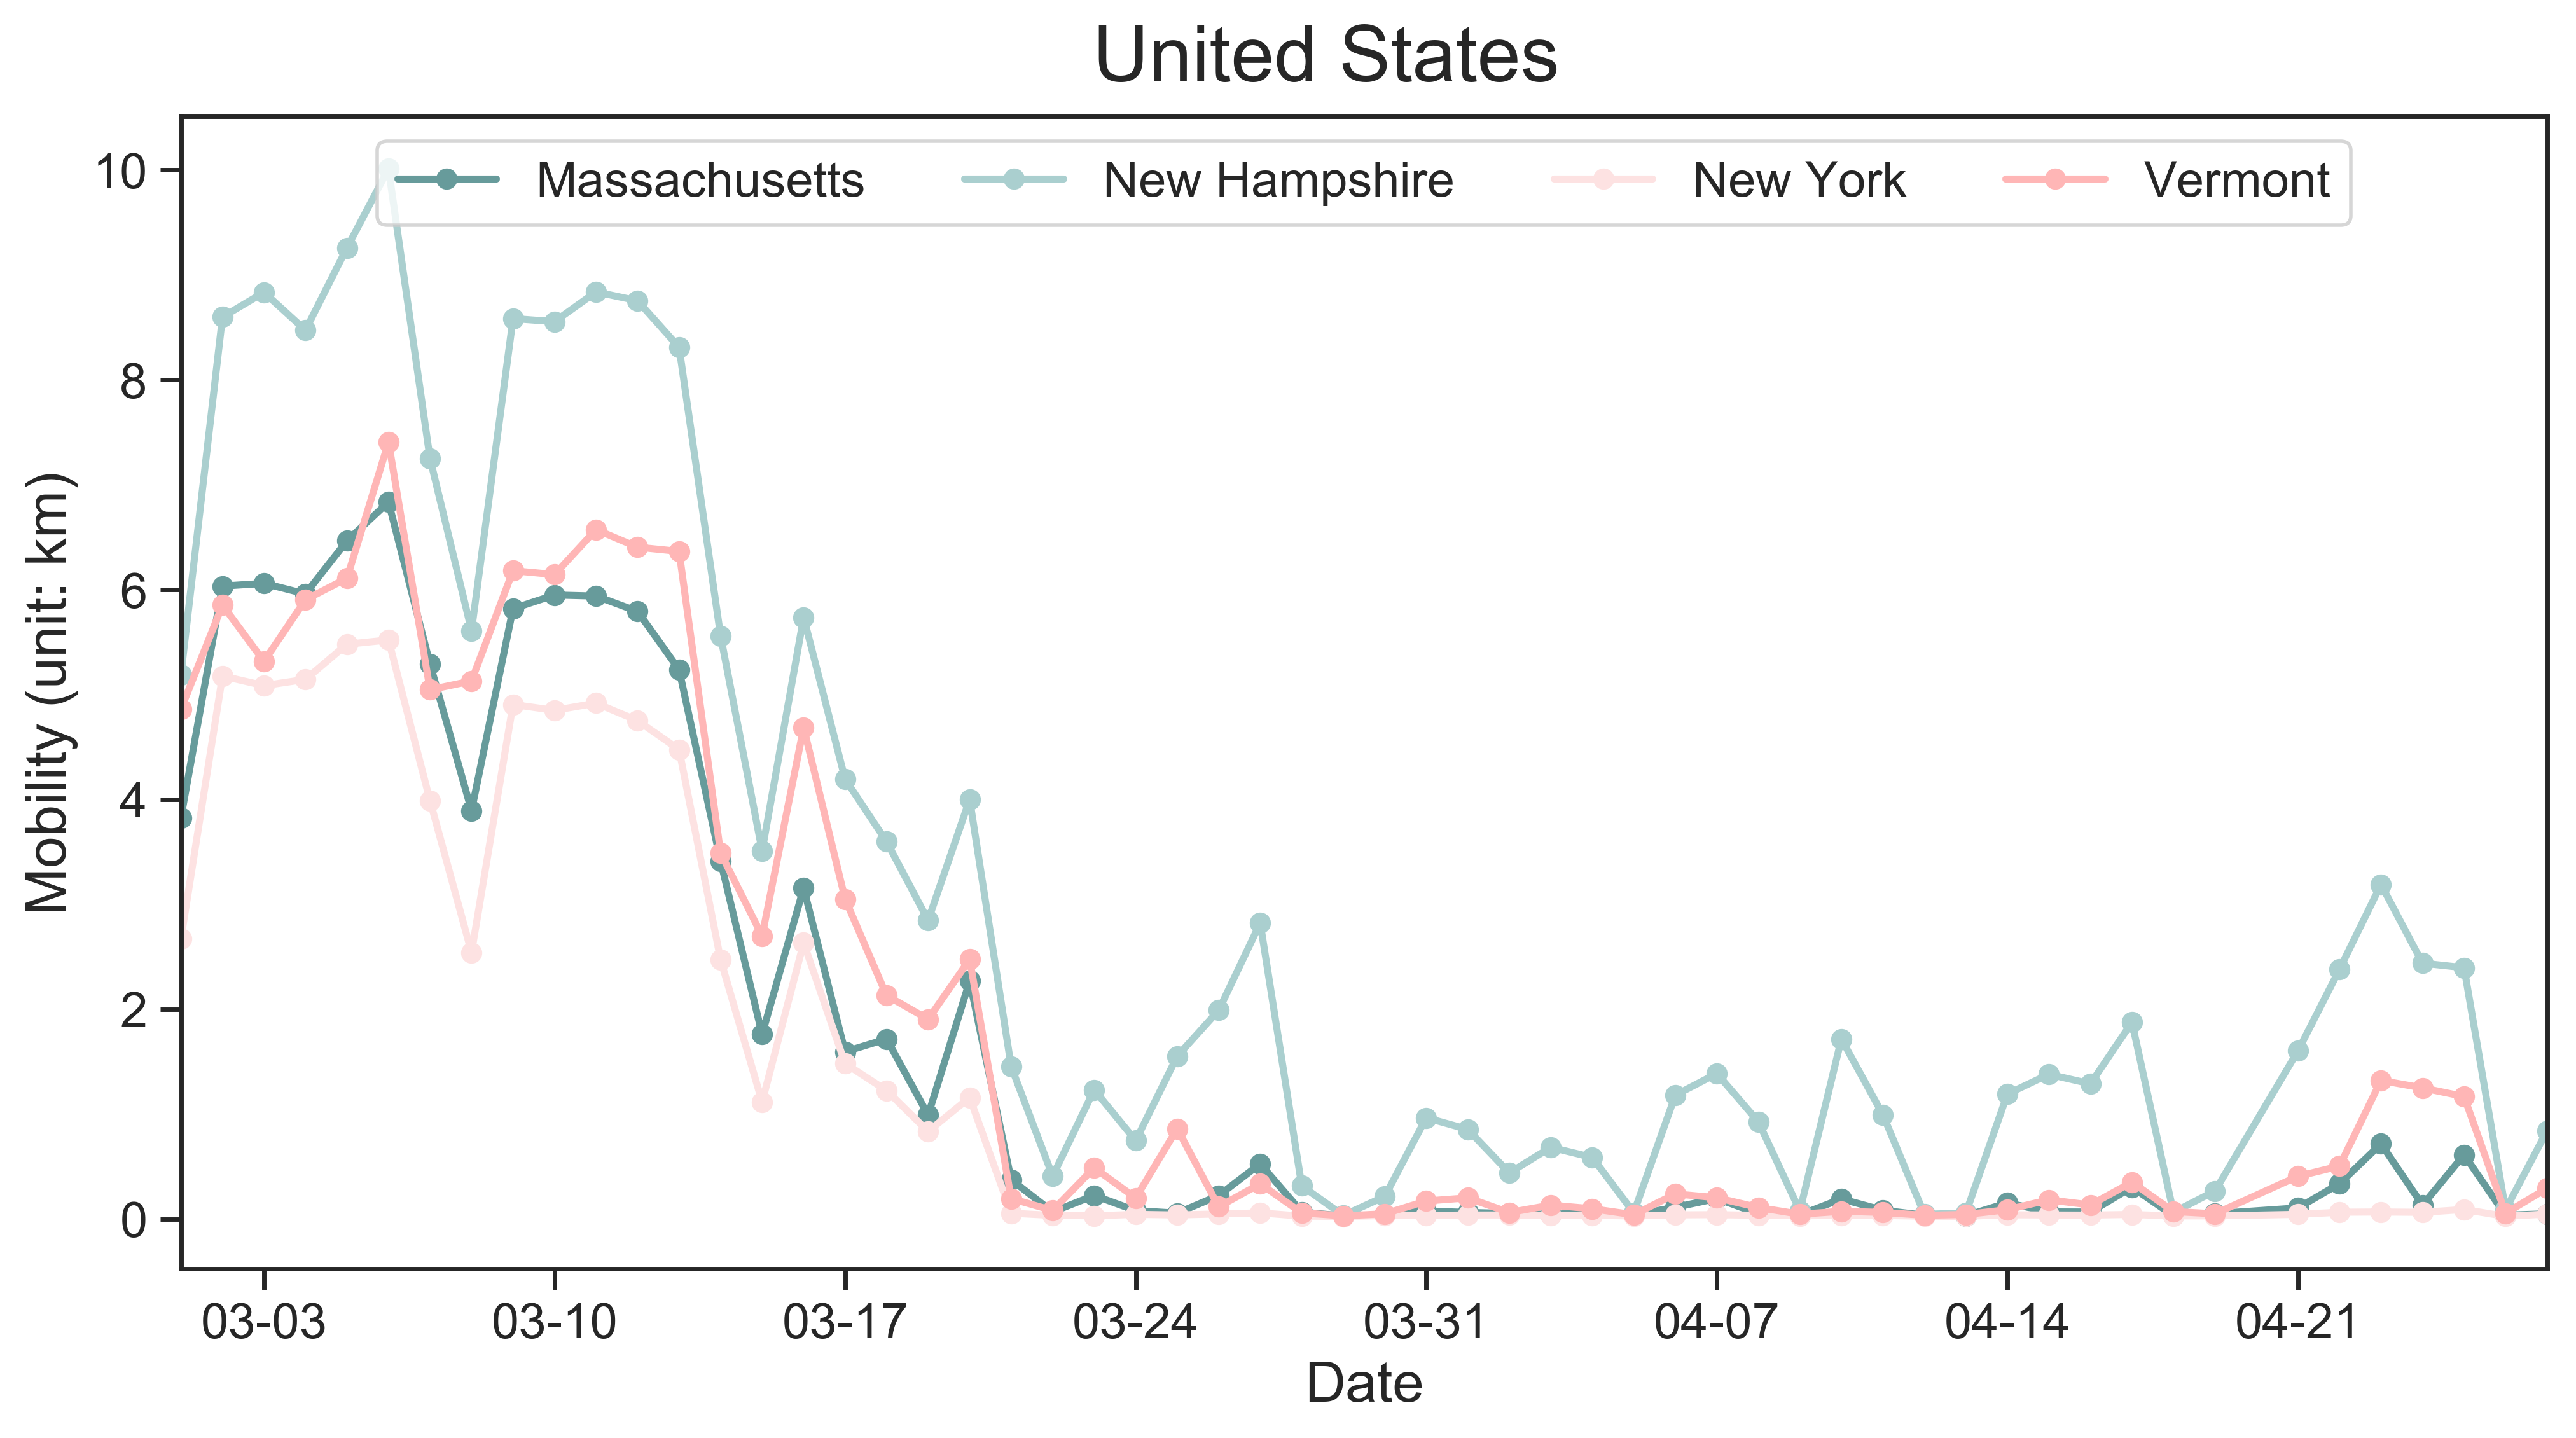 United States
Massachusetts New Hampshire New York Vermont
10
8
6
4
2
0
Mobility (unit: km)
03-03 03-10 03-17 03-24 03-31 04-07 04-14 04-21
Date